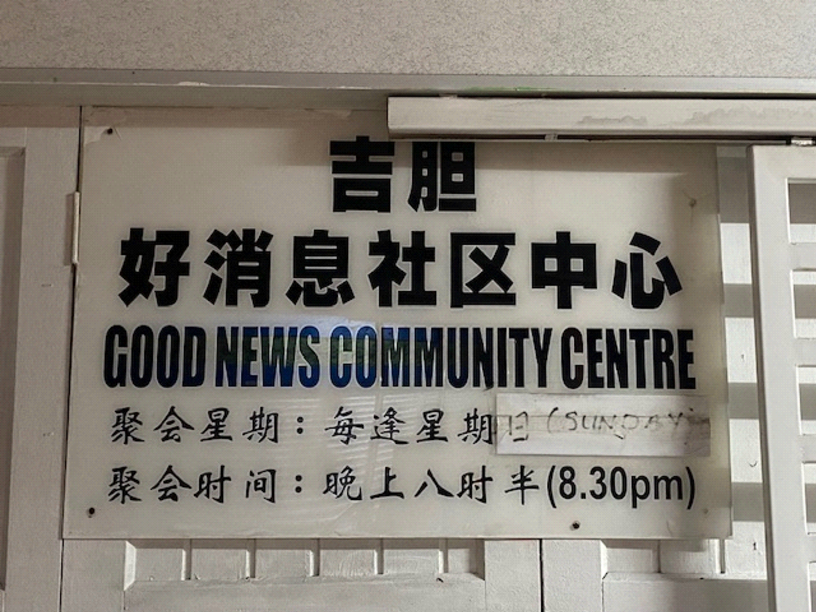 吉胆
好消息社区中心
GOOD NEWS COMMUNITY CENTRE
聚会星期：每逢星期日 (SUNDAY)
聚会时间：晚上八时半(8.30pm)